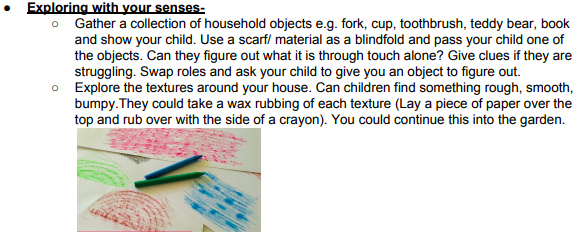 • Exploring with your senses-
o Gather a collection of household objects e.g. fork, cup, toothbrush, teddy bear, book
and show your child. Use a scarf/ material as a blindfold and pass your child one of
the objects. Can they figure out what it is through touch alone? Give clues if they are
struggling. Swap roles and ask your child to give you an object to figure out.
o Explore the textures around your house. Can children find something rough, smooth,
bumpy.They could take a wax rubbing of each texture (Lay a piece of paper over the
top and rub over with the side of a crayon). You could continue this into the garden.